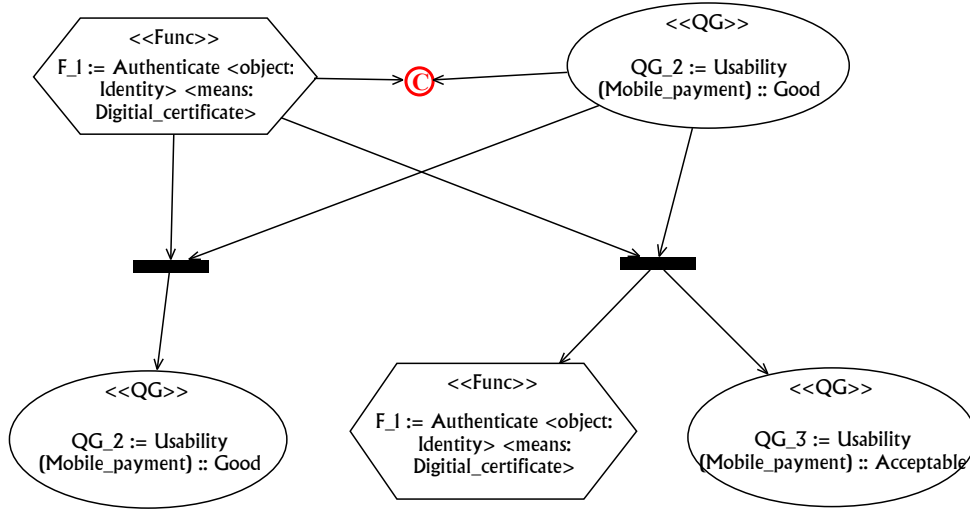 <<Func>>
F_1 := Authenticate <object:
Identity> <means:
Digitial_certificate>
C
<<QG>>
QG_2 := Usability
(Mobile_payment) :: Good
<<QG>>
QG_2 := Usability
(Mobile_payment) :: Good
<<Func>>
F_1 := Authenticate <object:
Identity> <means:
Digitial_certificate>
<<QG>>
QG_3 := Usability
(Mobile_payment) :: Acceptable